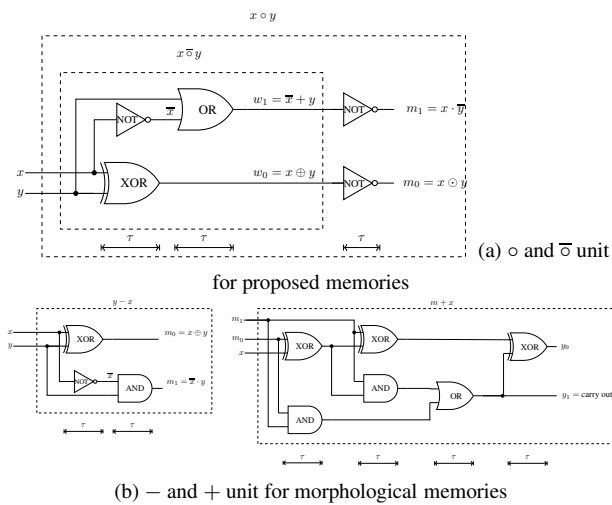 x ∘ y
x ∘̅ y
w₁ = x̅ + y
m₁ = x · y̅
x̅
OR
NOT
NOT
x
y
XOR
w₀ = x ⊕ y
NOT
m₀ = x ⊙ y
τ τ τ
(a) ∘ and ∘̅ unit
for proposed memories
y − x
x
y
XOR
m₀ = x ⊕ y
NOT
x̅
AND
m₁ = x̅ · y
τ τ
m + x
m₁
m₀
x
XOR
XOR
XOR
y₀
AND
OR
y₁ = carry out
AND
τ τ τ τ
(b) − and + unit for morphological memories